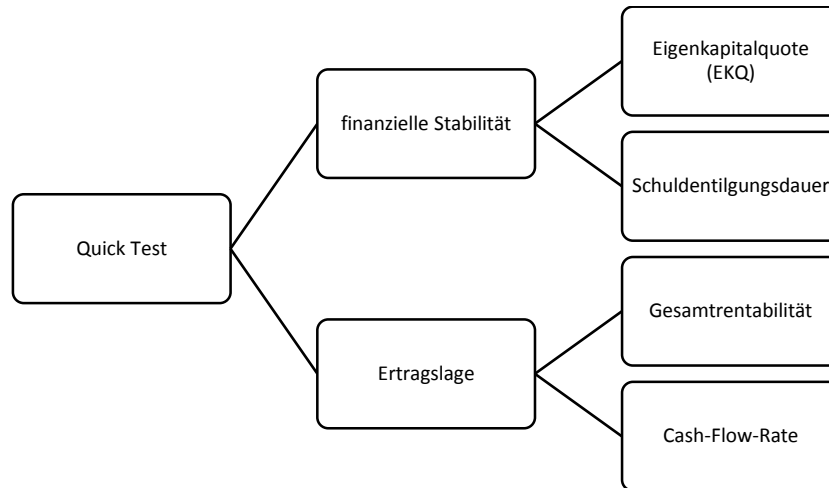 Quick Test
finanzielle Stabilität
Eigenkapitalquote
(EKQ)
Schuldentilgungsdauer
Ertragslage
Gesamtrentabilität
Cash-Flow-Rate